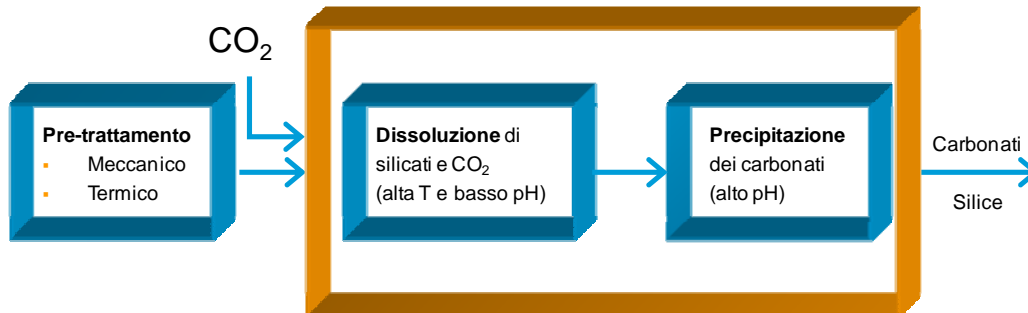 CO₂
Pre-trattamento
▪ Meccanico
▪ Termico
Dissoluzione di
silicati e CO₂
(alta T e basso pH)
Precipitazione
dei carbonati
(alto pH)
Carbonati
Silice